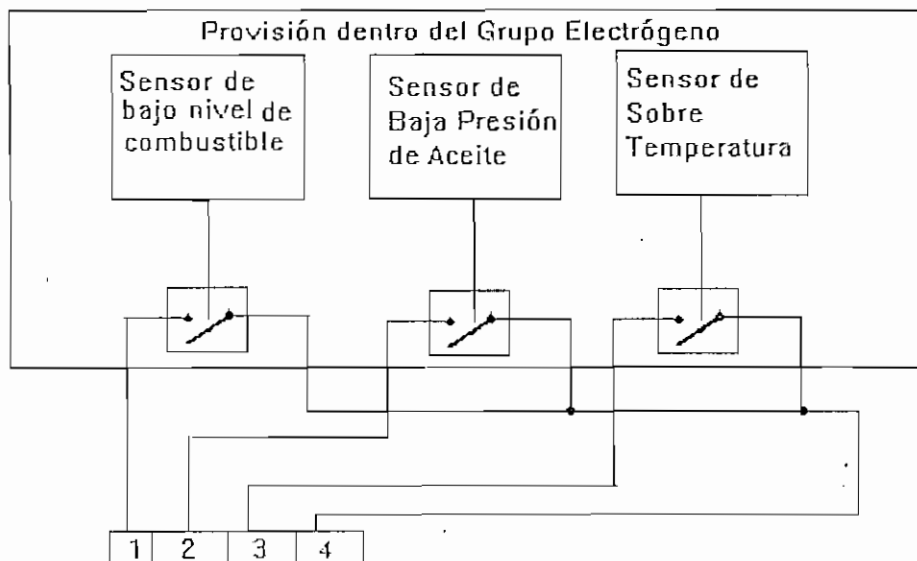 Provisión dentro del Grupo Electrógeno
Sensor de
bajo nivel de
combustible
Sensor de
Baja Presión
de Aceite
Sensor de
Sobre
Temperatura
1 2 3 4